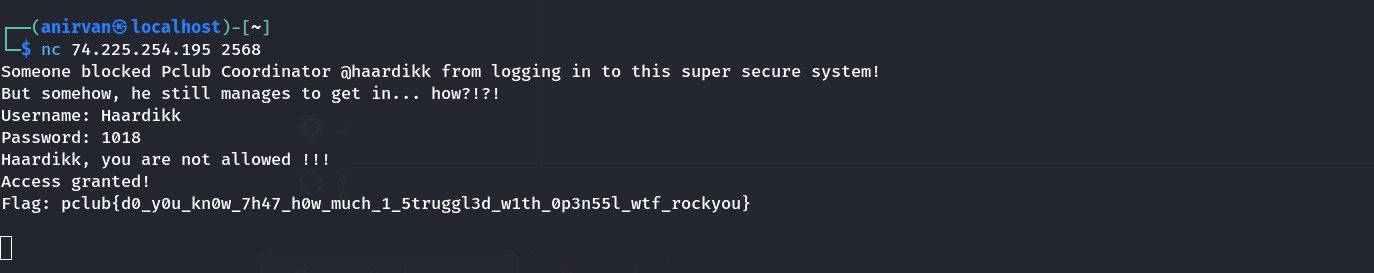 ┌──(anirvan㉿localhost)-[~]
└─$ nc 74.225.254.195 2568
Someone blocked Pclub Coordinator @haardikk from logging in to this super secure system!
But somehow, he still manages to get in... how?!?!
Username: Haardikk
Password: 1018
Haardikk, you are not allowed !!!
Access granted!
Flag: pclub{d0_y0u_kn0w_7h47_h0w_much_1_5truggl3d_w1th_0p3n55l_wtf_rockyou}